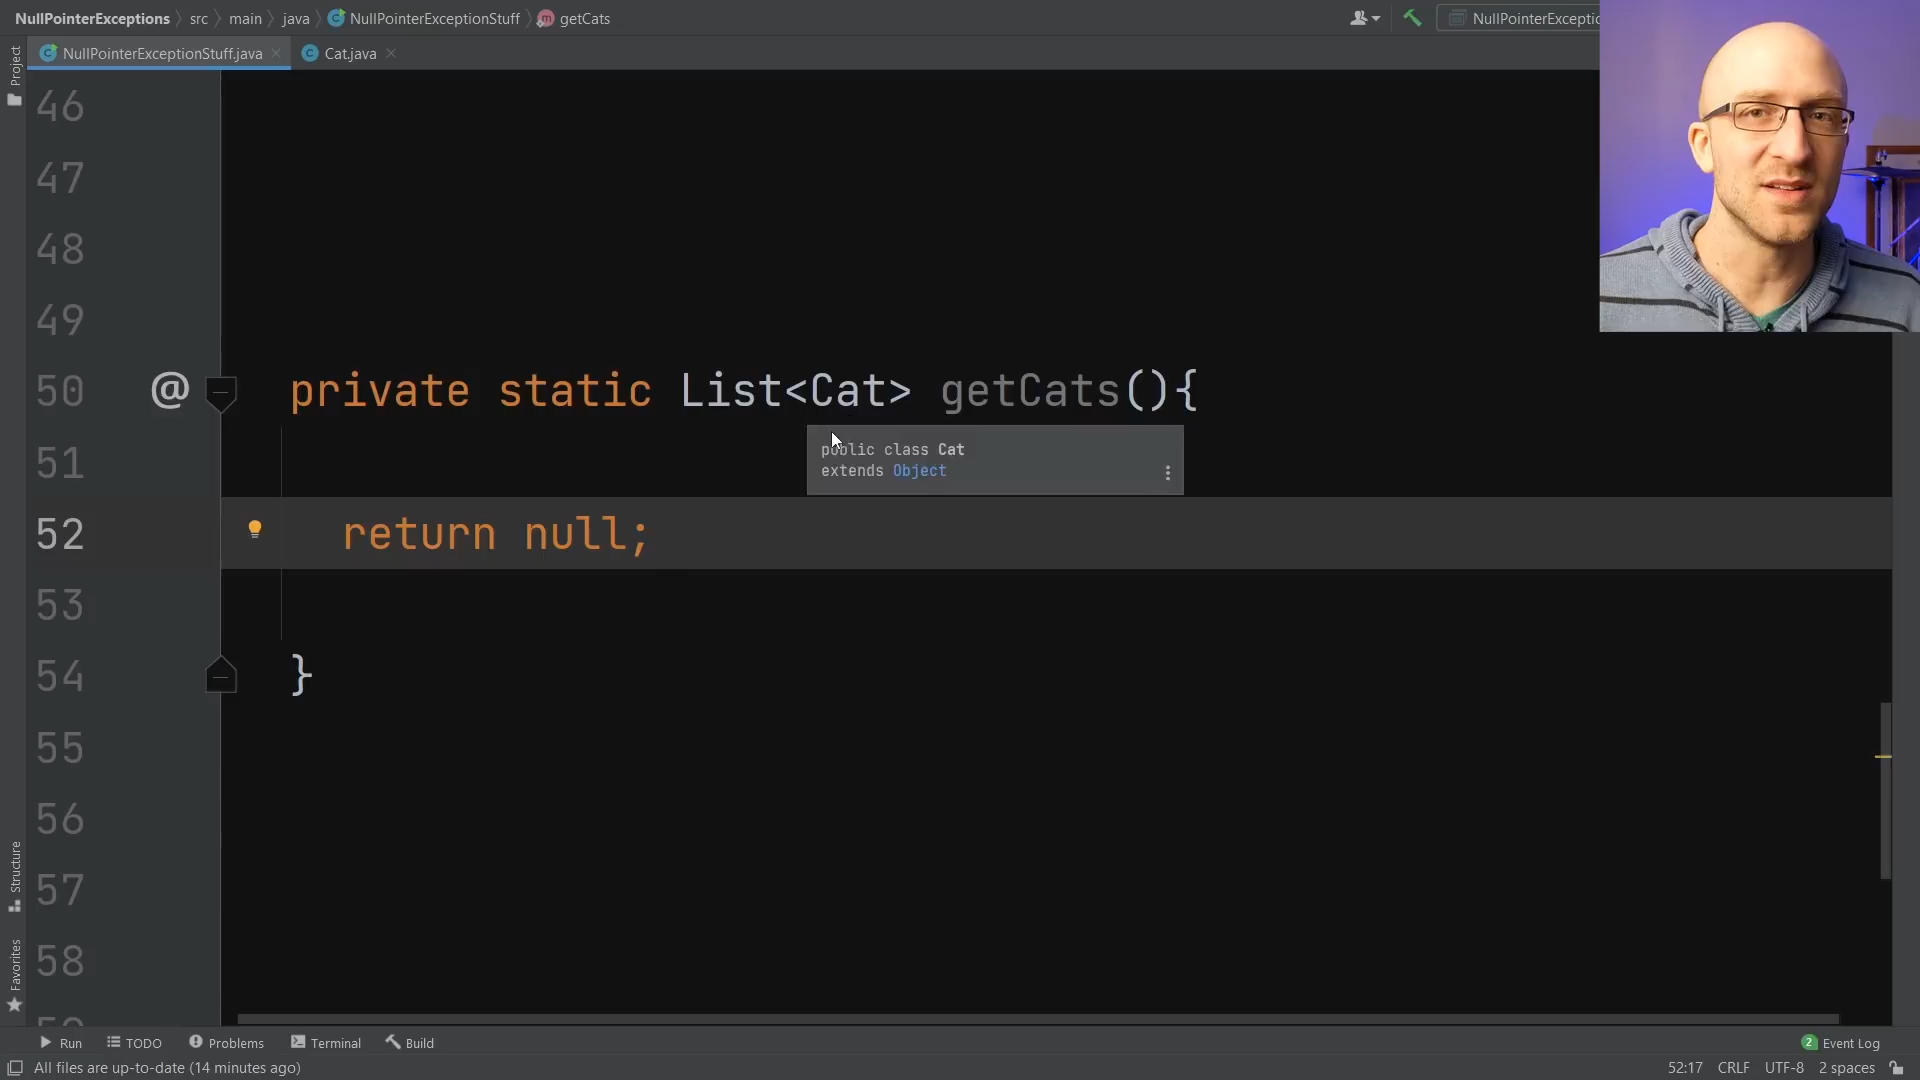 NullPointerExceptions src main java NullPointerExceptionStuff getCats NullPointerExceptio
NullPointerExceptionStuff.java Cat.java
Project
46
47
48
49
50 @ private static List<Cat> getCats(){
51
public class Cat
extends Object
52 return null;
53
54 }
55
56
57
58
Structure
Favorites
Run TODO Problems Terminal Build 2 Event Log
All files are up-to-date (14 minutes ago) 52:17 CRLF UTF-8 2 spaces